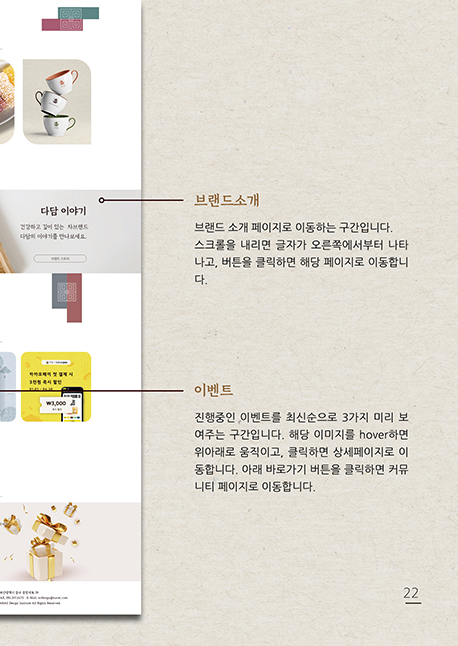 브랜드소개
브랜드 소개 페이지로 이동하는 구간입니다.
스크롤을 내리면 글자가 오른쪽에서부터 나타
나고, 버튼을 클릭하면 해당 페이지로 이동합니
다.
다담 이야기
건강하고 깊이 있는 차브랜드
다담의 이야기를 만나보세요.
브랜드 스토리
이벤트
진행중인 이벤트를 최신순으로 3가지 미리 보
여주는 구간입니다. 해당 이미지를 hover하면
위아래로 움직이고, 클릭하면 상세페이지로 이
동합니다. 아래 바로가기 버튼을 클릭하면 커뮤
니티 페이지로 이동합니다.
카카오페이 첫 결제 시
3천원 즉시 할인
₩3,000
All Rights Reserved.
22